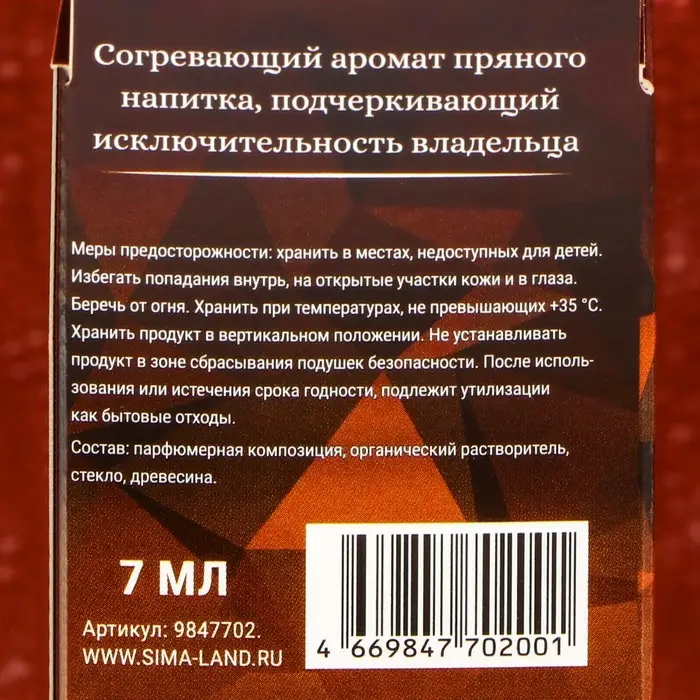 Согревающий аромат пряного
напитка, подчеркивающий
исключительность владельца
Меры предосторожности: хранить в местах, недоступных для детей.
Избегать попадания внутрь, на открытые участки кожи и в глаза.
Беречь от огня. Хранить при температурах, не превышающих +35 °C.
Хранить продукт в вертикальном положении. Не устанавливать
продукт в зоне сбрасывания подушек безопасности. После исполь-
зования или истечения срока годности, подлежит утилизации
как бытовые отходы.
Состав: парфюмерная композиция, органический растворитель,
стекло, древесина.
7 МЛ
Артикул: 9847702.
WWW.SIMA-LAND.RU
4 669847 702001